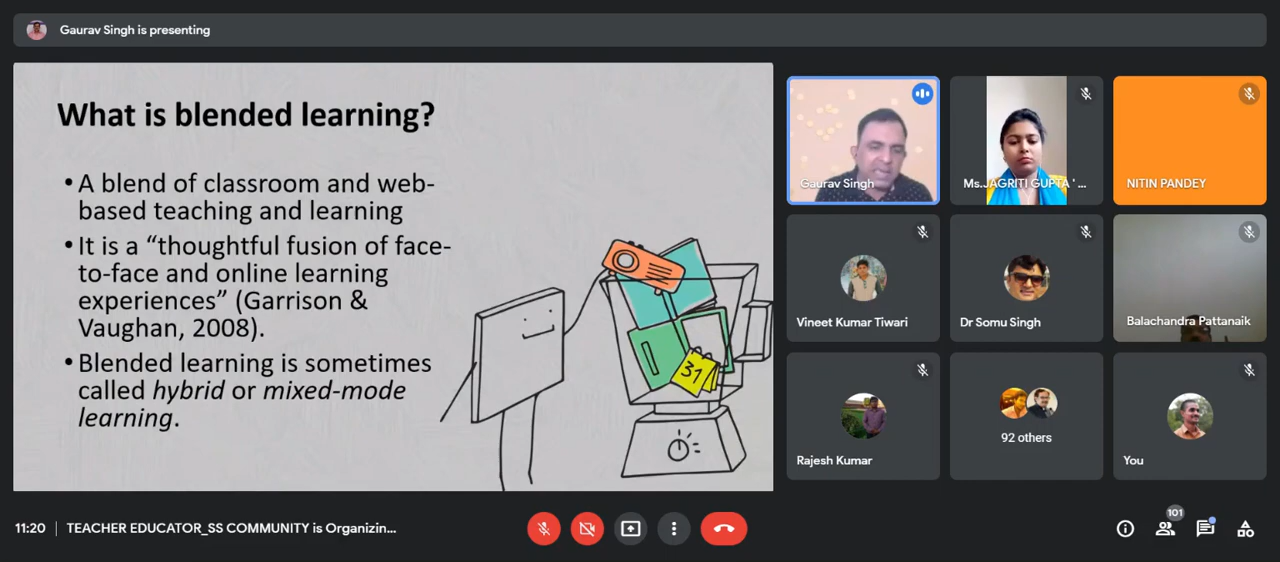 Gaurav Singh is presenting
What is blended learning?
• A blend of classroom and web-
based teaching and learning
• It is a “thoughtful fusion of face-
to-face and online learning
experiences” (Garrison &
Vaughan, 2008).
• Blended learning is sometimes
called hybrid or mixed-mode
learning.
31
Gaurav Singh
Ms.JAGRITI GUPTA ' ...
NITIN PANDEY
Vineet Kumar Tiwari
Dr Somu Singh
Balachandra Pattanaik
Rajesh Kumar
92 others
You
11:20 | TEACHER EDUCATOR_SS COMMUNITY is Organizin...
101